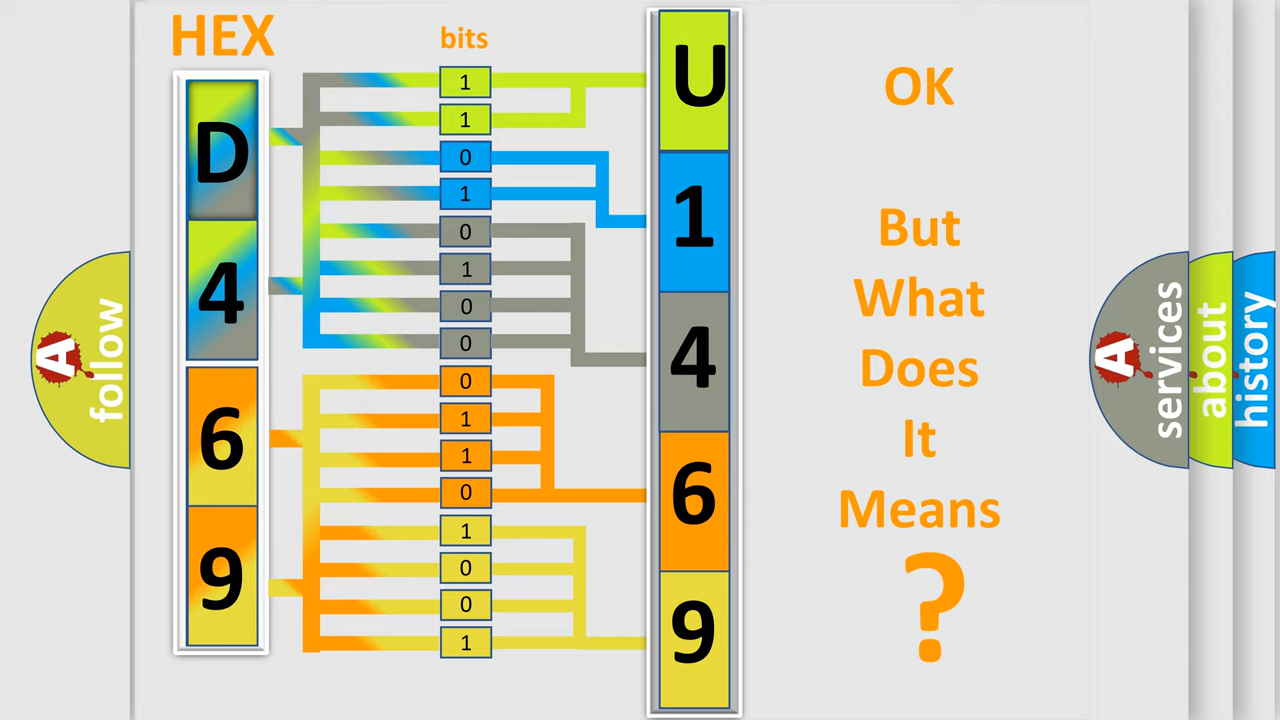 HEX
bits
D
4
6
9
1
1
0
1
0
1
0
0
0
1
1
0
1
0
0
1
U
1
4
6
9
OK
But
What
Does
It
Means
?
A
follow
A
services
about
history